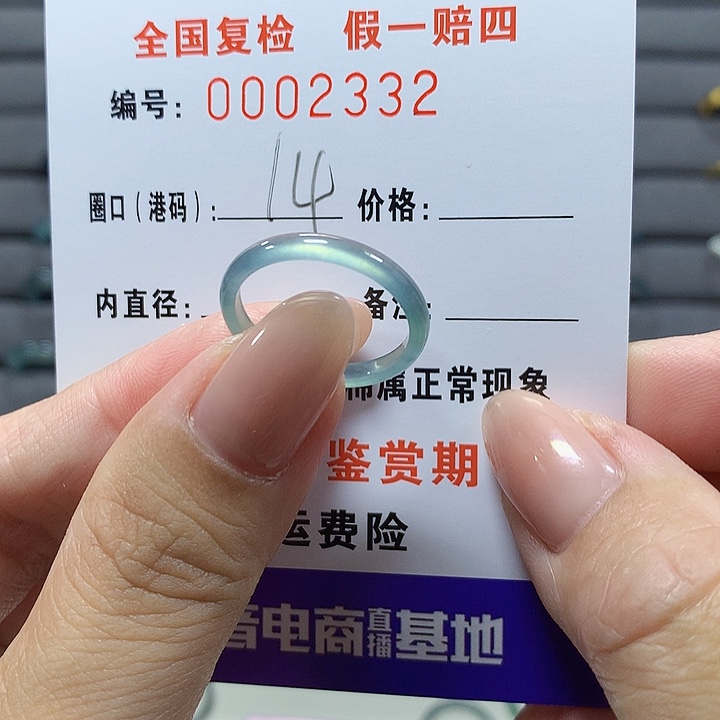 全国复检 假一赔四
编号: 0002332
圈口(港码): 14 价格:
内直径: 备注:
属正常现象
鉴赏期
运费险
电商直播基地